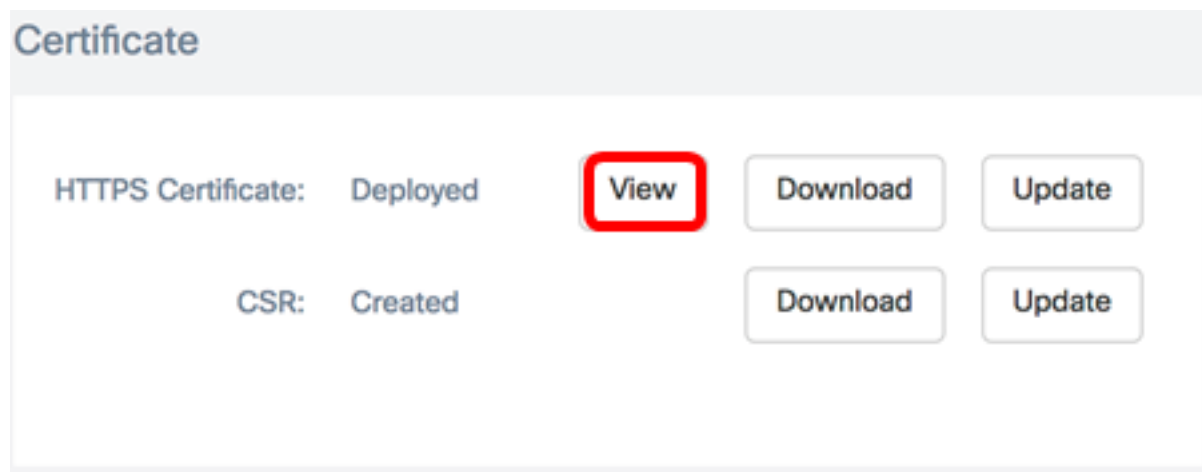 Certificate
HTTPS Certificate: Deployed View Download Update
CSR: Created Download Update